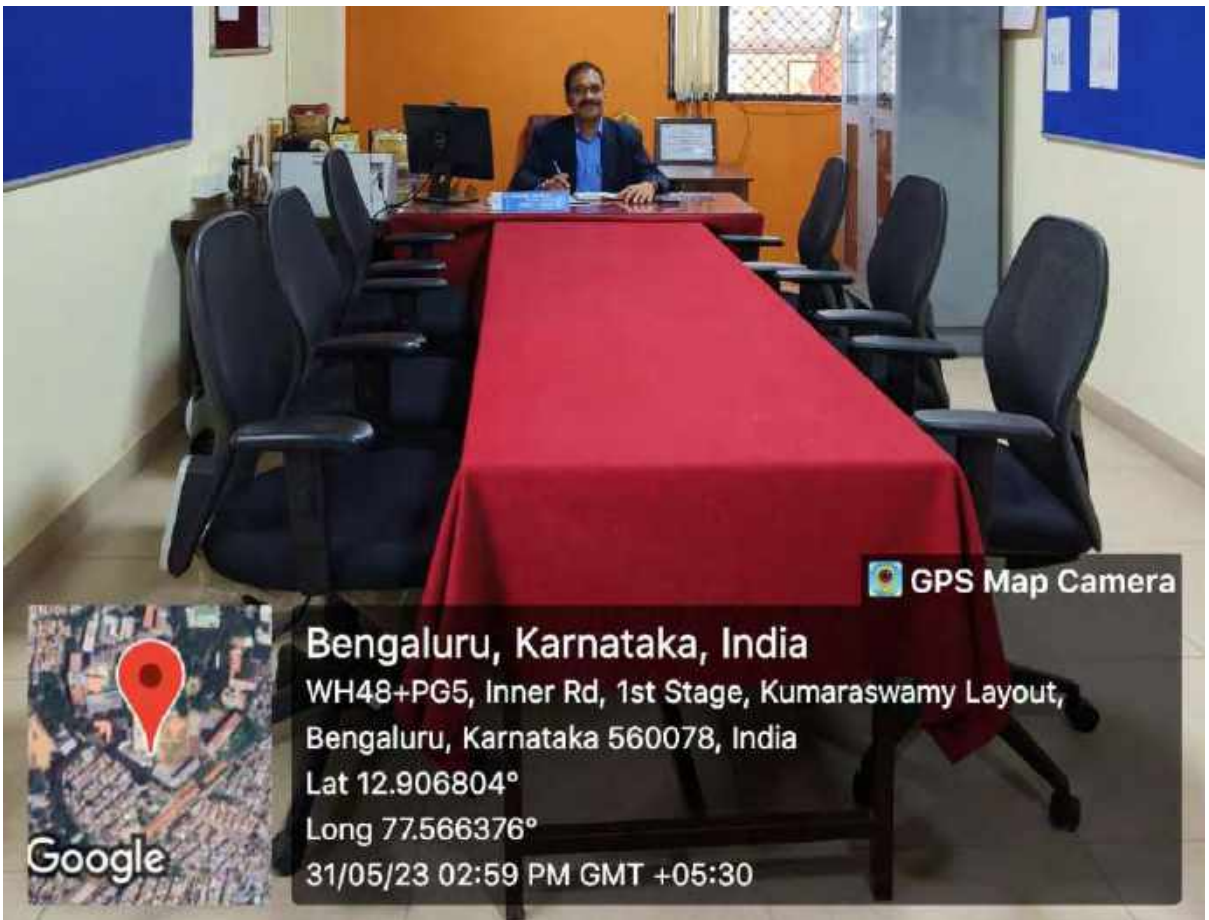 GPS Map Camera
Bengaluru, Karnataka, India
WH48+PG5, Inner Rd, 1st Stage, Kumaraswamy Layout,
Bengaluru, Karnataka 560078, India
Lat 12.906804°
Long 77.566376°
31/05/23 02:59 PM GMT +05:30
Google